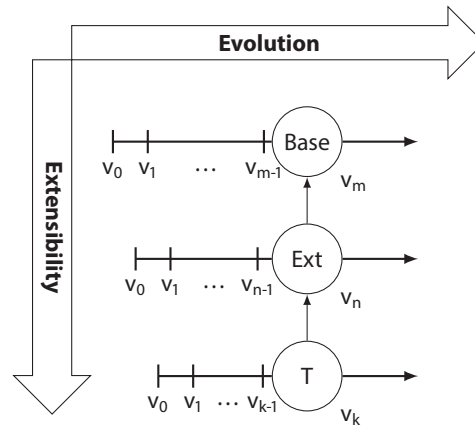 Evolution
Extensibility
Base
v0 v1 ... vm-1 vm
Ext
v0 v1 ... vn-1 vn
T
v0 v1 ... vk-1 vk